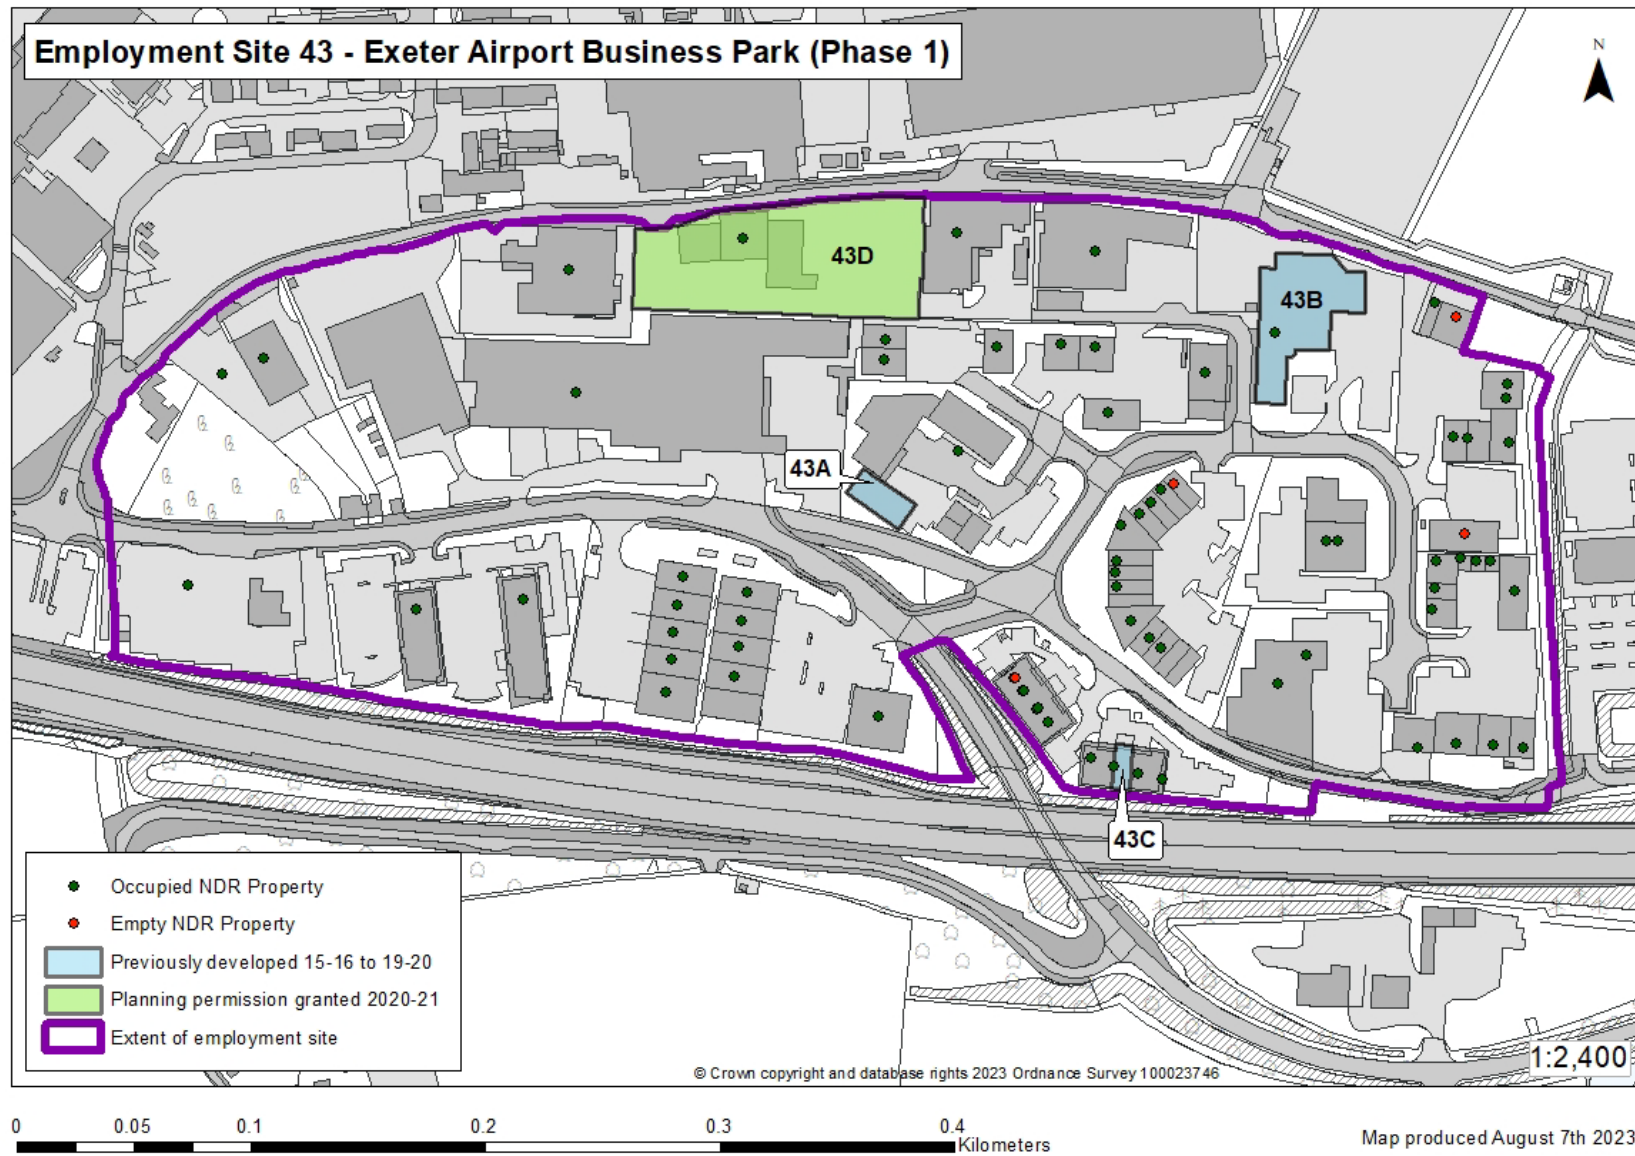 Employment Site 43 - Exeter Airport Business Park (Phase 1)
N
43D
43B
43A
43C
Occupied NDR Property
Empty NDR Property
Previously developed 15-16 to 19-20
Planning permission granted 2020-21
Extent of employment site
1:2,400
© Crown copyright and database rights 2023 Ordnance Survey 100023746
0 0.05 0.1 0.2 0.3 0.4
Kilometers
Map produced August 7th 2023